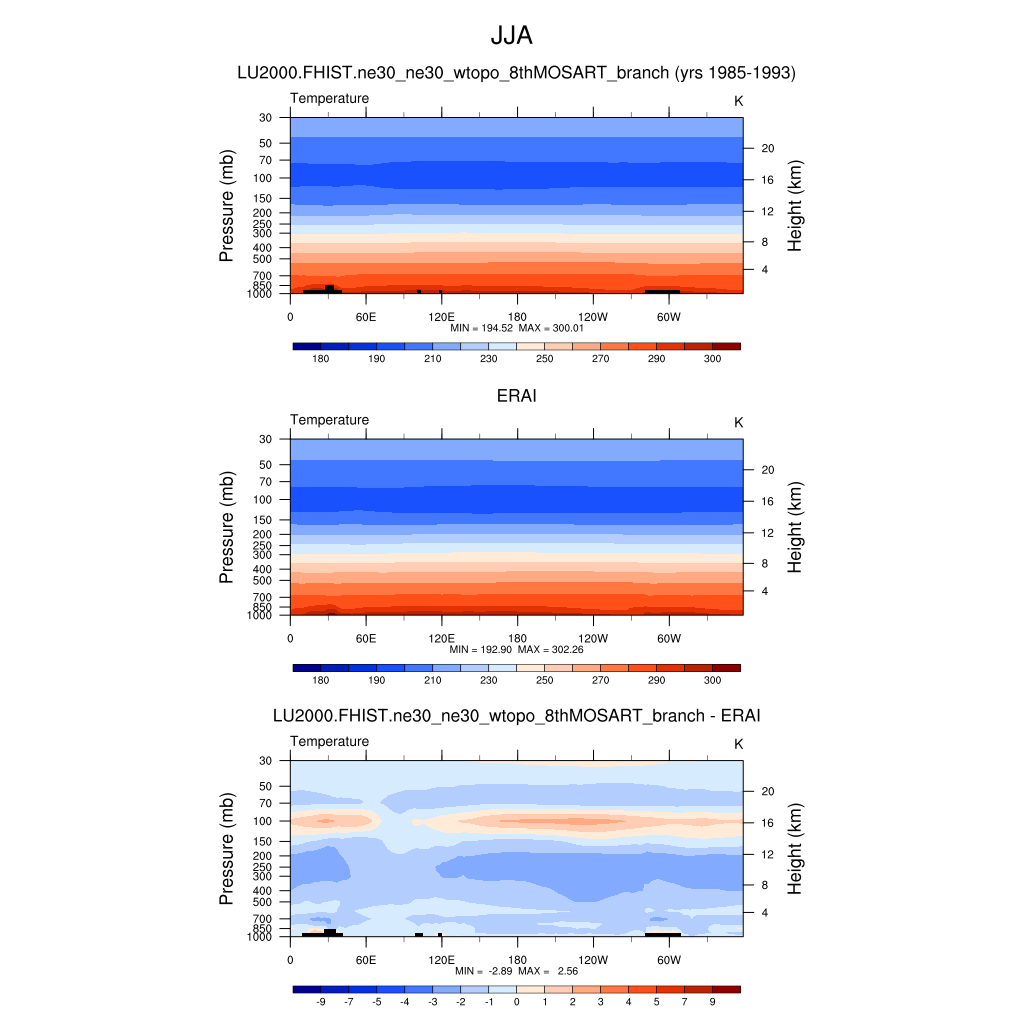 JJA
LU2000.FHIST.ne30_ne30_wtopo_8thMOSART_branch (yrs 1985-1993)
Temperature K
30
50
70
100
150
200
250
300
400
500
700
850
1000
Pressure (mb)
20
16
12
8
4
Height (km)
0 60E 120E 180 120W 60W
MIN = 194.52 MAX = 300.01
180 190 210 230 250 270 290 300
ERAI
Temperature K
30
50
70
100
150
200
250
300
400
500
700
850
1000
Pressure (mb)
20
16
12
8
4
Height (km)
0 60E 120E 180 120W 60W
MIN = 192.90 MAX = 302.26
180 190 210 230 250 270 290 300
LU2000.FHIST.ne30_ne30_wtopo_8thMOSART_branch - ERAI
Temperature K
30
50
70
100
150
200
250
300
400
500
700
850
1000
Pressure (mb)
20
16
12
8
4
Height (km)
0 60E 120E 180 120W 60W
MIN = -2.89 MAX = 2.56
-9 -7 -5 -4 -3 -2 -1 0 1 2 3 4 5 7 9